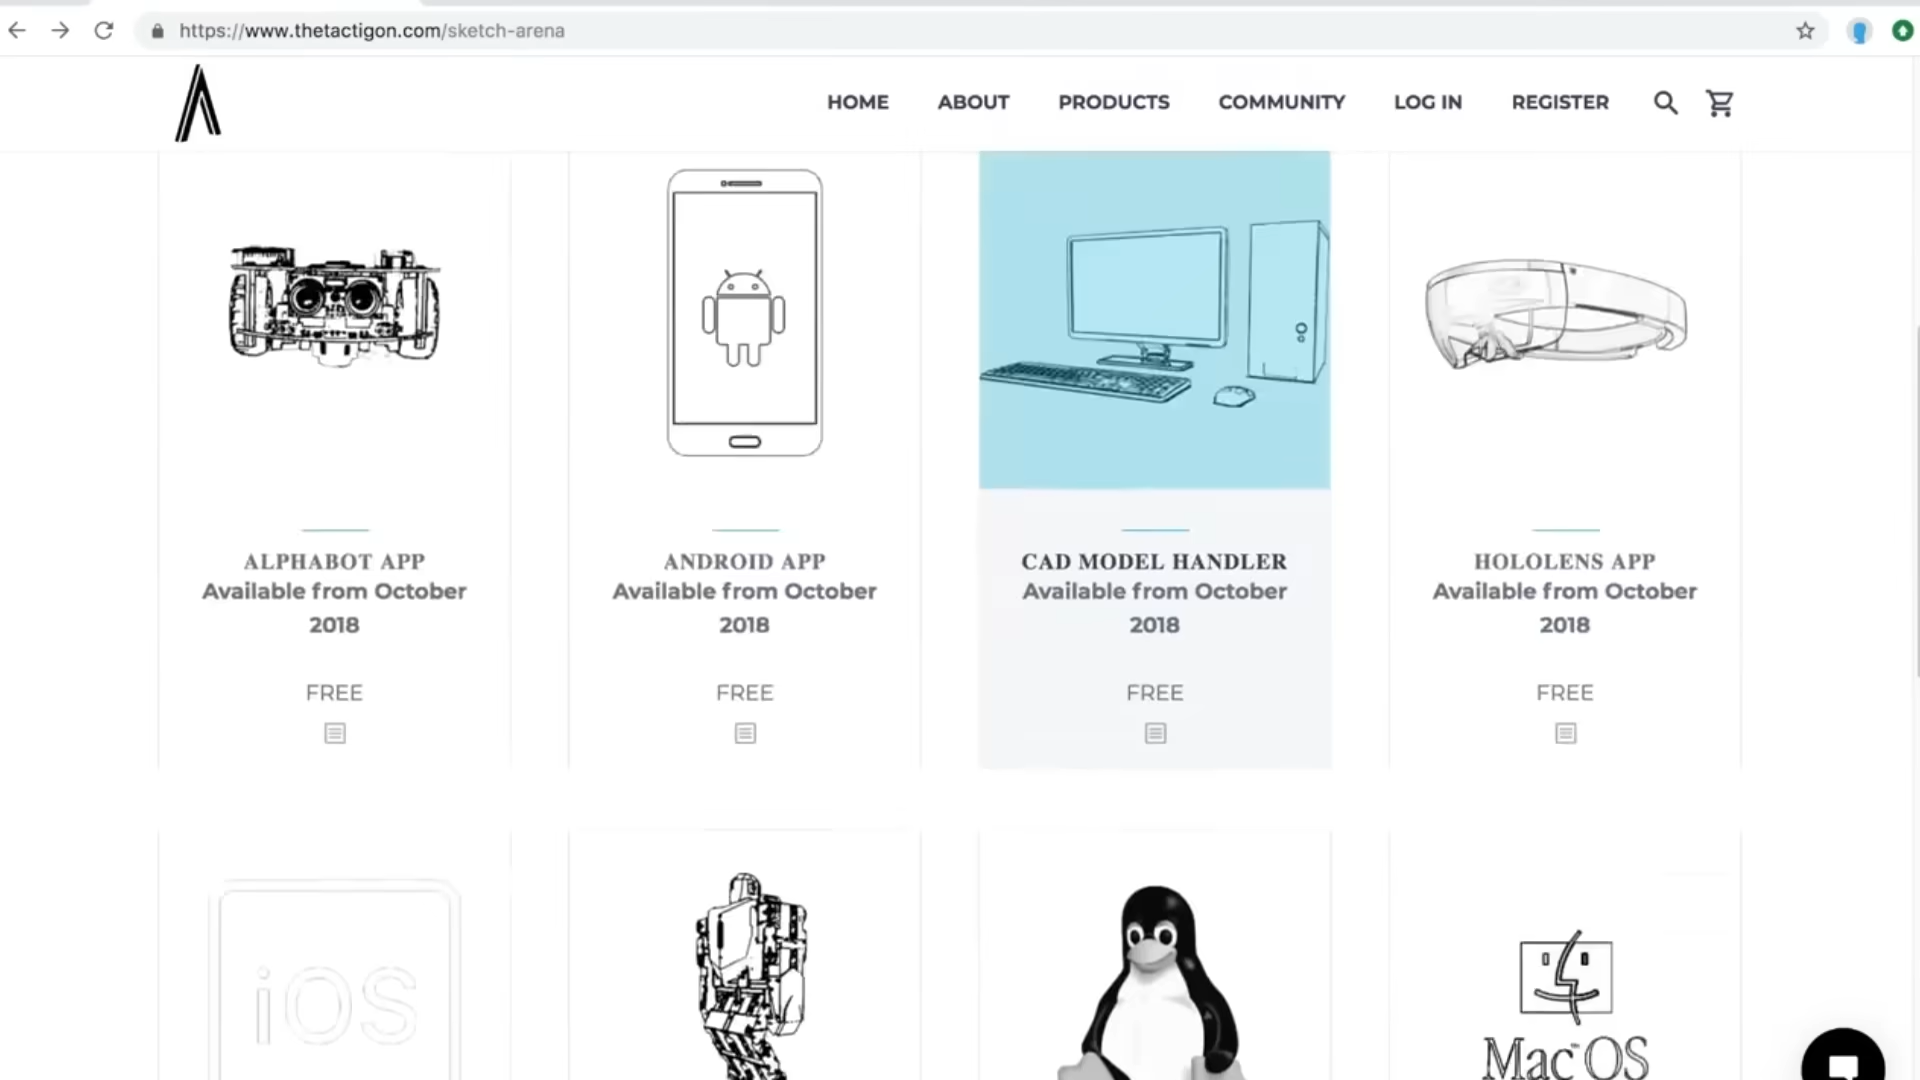 https://www.thetactigon.com/sketch-arena
HOME ABOUT PRODUCTS COMMUNITY LOG IN REGISTER
ALPHABOT APP
Available from October
2018
FREE
ANDROID APP
Available from October
2018
FREE
CAD MODEL HANDLER
Available from October
2018
FREE
HOLOLENS APP
Available from October
2018
FREE
iOS
Mac™OS